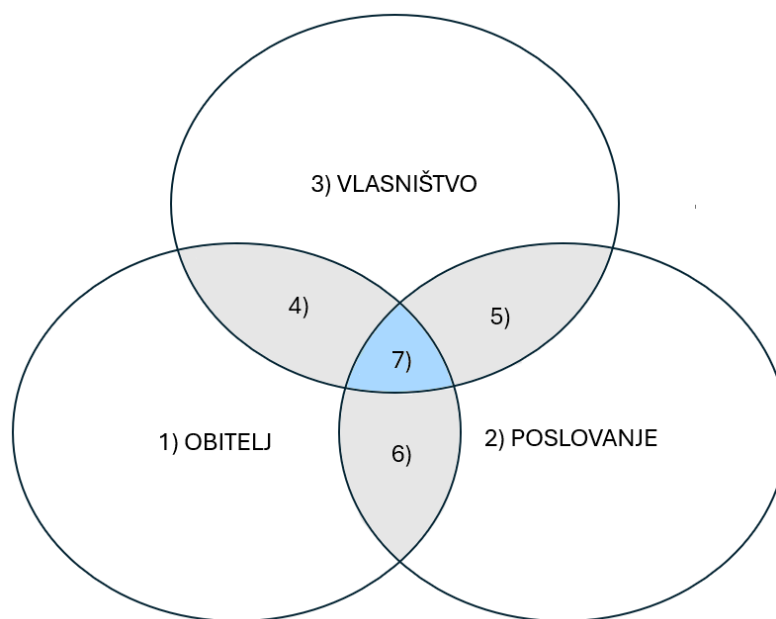 3) VLASNIŠTVO
4)
5)
7)
1) OBITELJ
2) POSLOVANJE
6)